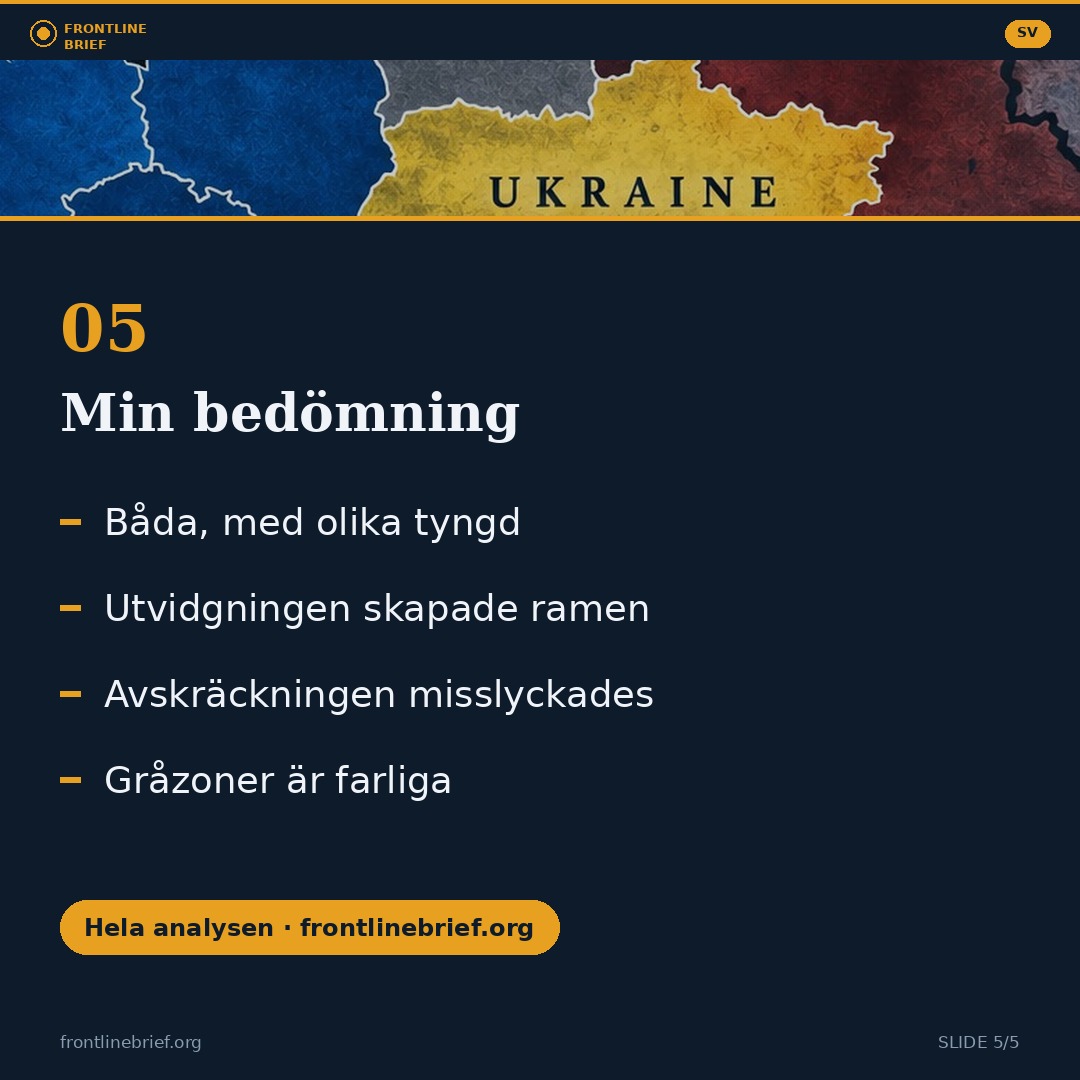 FRONTLINE
BRIEF
SV
UKRAINE
05
Min bedömning
Båda, med olika tyngd
Utvidgningen skapade ramen
Avskräckningen misslyckades
Gråzoner är farliga
Hela analysen · frontlinebrief.org
frontlinebrief.org
SLIDE 5/5